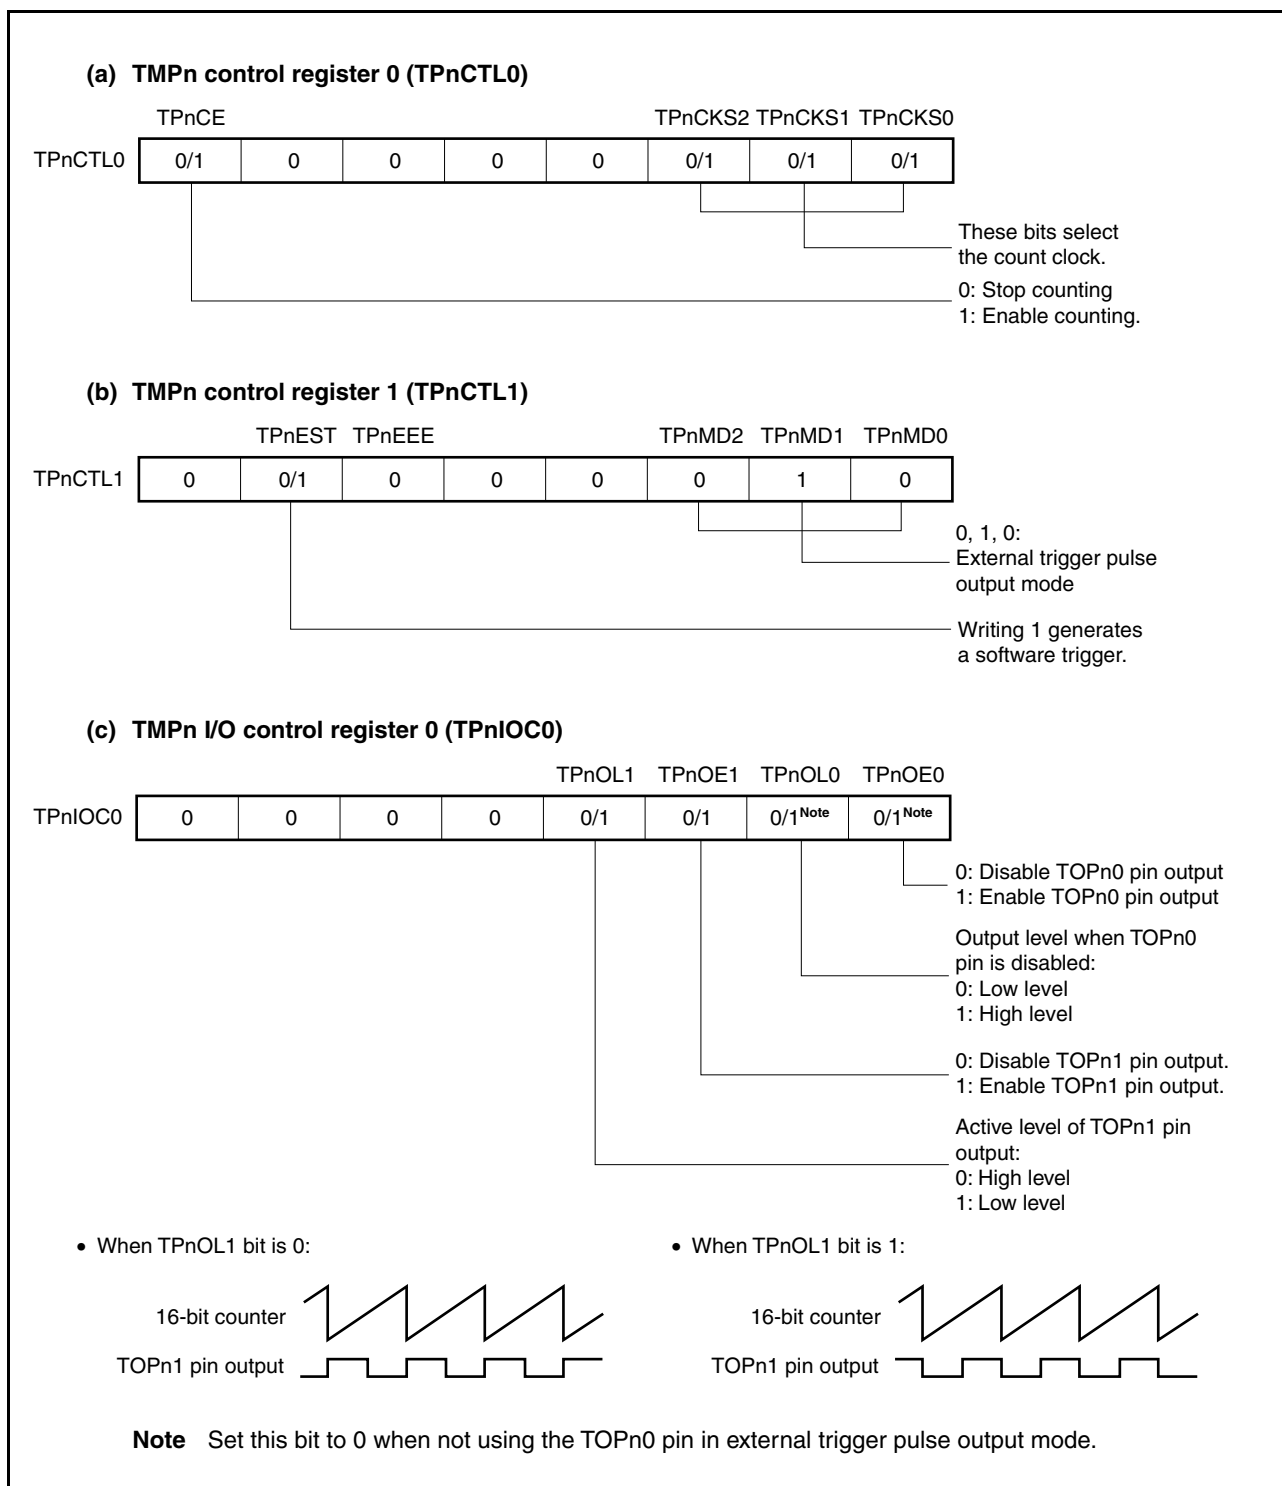 (a) TMPn control register 0 (TPnCTL0)
TPnCE TPnCKS2 TPnCKS1 TPnCKS0
TPnCTL0 0/1 0 0 0 0 0/1 0/1 0/1
These bits select
the count clock.
0: Stop counting
1: Enable counting.
(b) TMPn control register 1 (TPnCTL1)
TPnEST TPnEEE TPnMD2 TPnMD1 TPnMD0
TPnCTL1 0 0/1 0 0 0 0 1 0
0, 1, 0:
External trigger pulse
output mode
Writing 1 generates
a software trigger.
(c) TMPn I/O control register 0 (TPnIOC0)
TPnOL1 TPnOE1 TPnOL0 TPnOE0
TPnIOC0 0 0 0 0 0/1 0/1 0/1Note 0/1Note
0: Disable TOPn0 pin output
1: Enable TOPn0 pin output
Output level when TOPn0
pin is disabled:
0: Low level
1: High level
0: Disable TOPn1 pin output.
1: Enable TOPn1 pin output.
Active level of TOPn1 pin
output:
0: High level
1: Low level
• When TPnOL1 bit is 0:
16-bit counter
TOPn1 pin output
• When TPnOL1 bit is 1:
16-bit counter
TOPn1 pin output
Note Set this bit to 0 when not using the TOPn0 pin in external trigger pulse output mode.